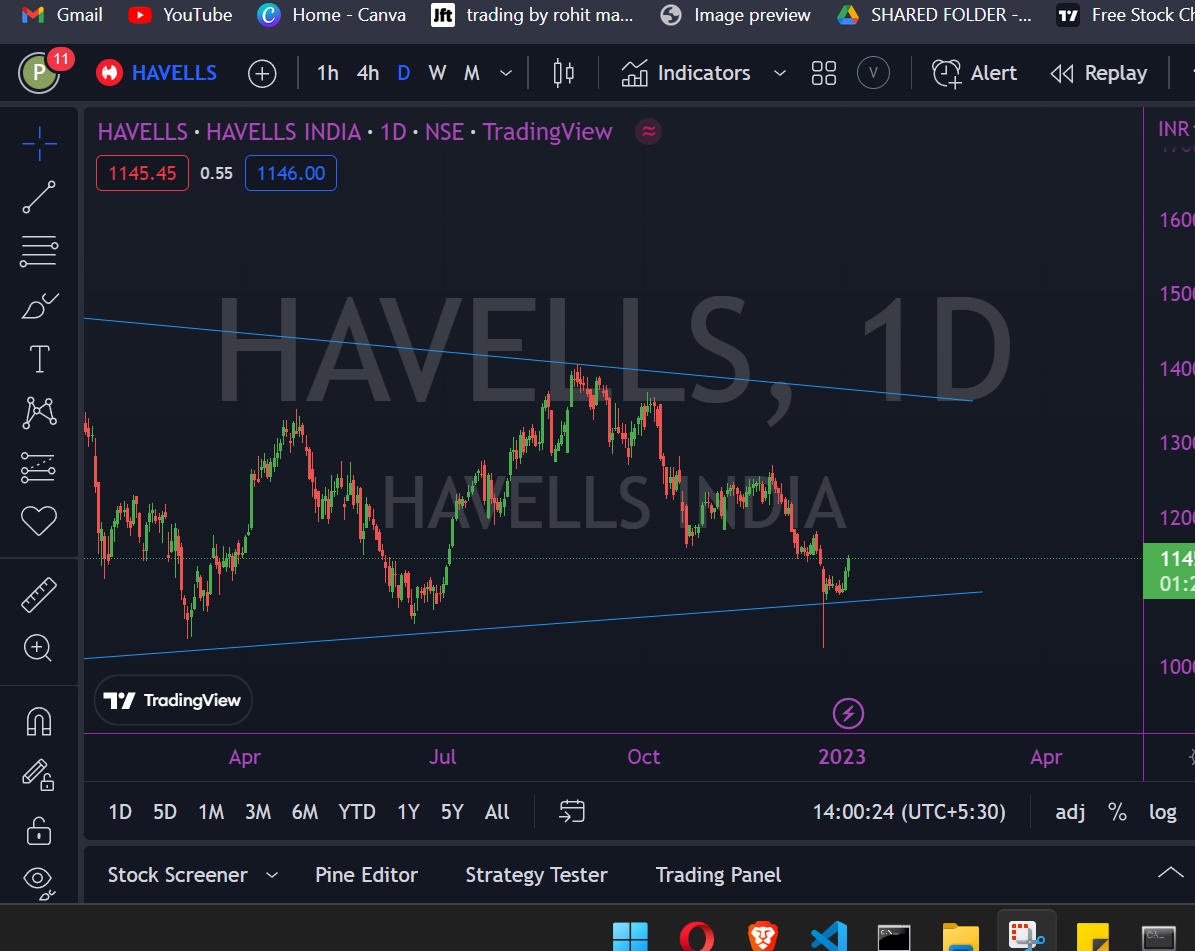 Gmail YouTube Home - Canva Jft trading by rohit ma... Image preview SHARED FOLDER -... Free Stock Ch
P 11 HAVELLS 1h 4h D W M Indicators V Alert Replay
HAVELLS · HAVELLS INDIA · 1D · NSE · TradingView ≈ INR
1145.45 0.55 1146.00
1600
1500
HAVELLS, 1D
1400
1300
HAVELLS INDIA
1200
1145
01:2
1000
TradingView
Apr Jul Oct 2023 Apr
1D 5D 1M 3M 6M YTD 1Y 5Y All 14:00:24 (UTC+5:30) adj % log
Stock Screener Pine Editor Strategy Tester Trading Panel